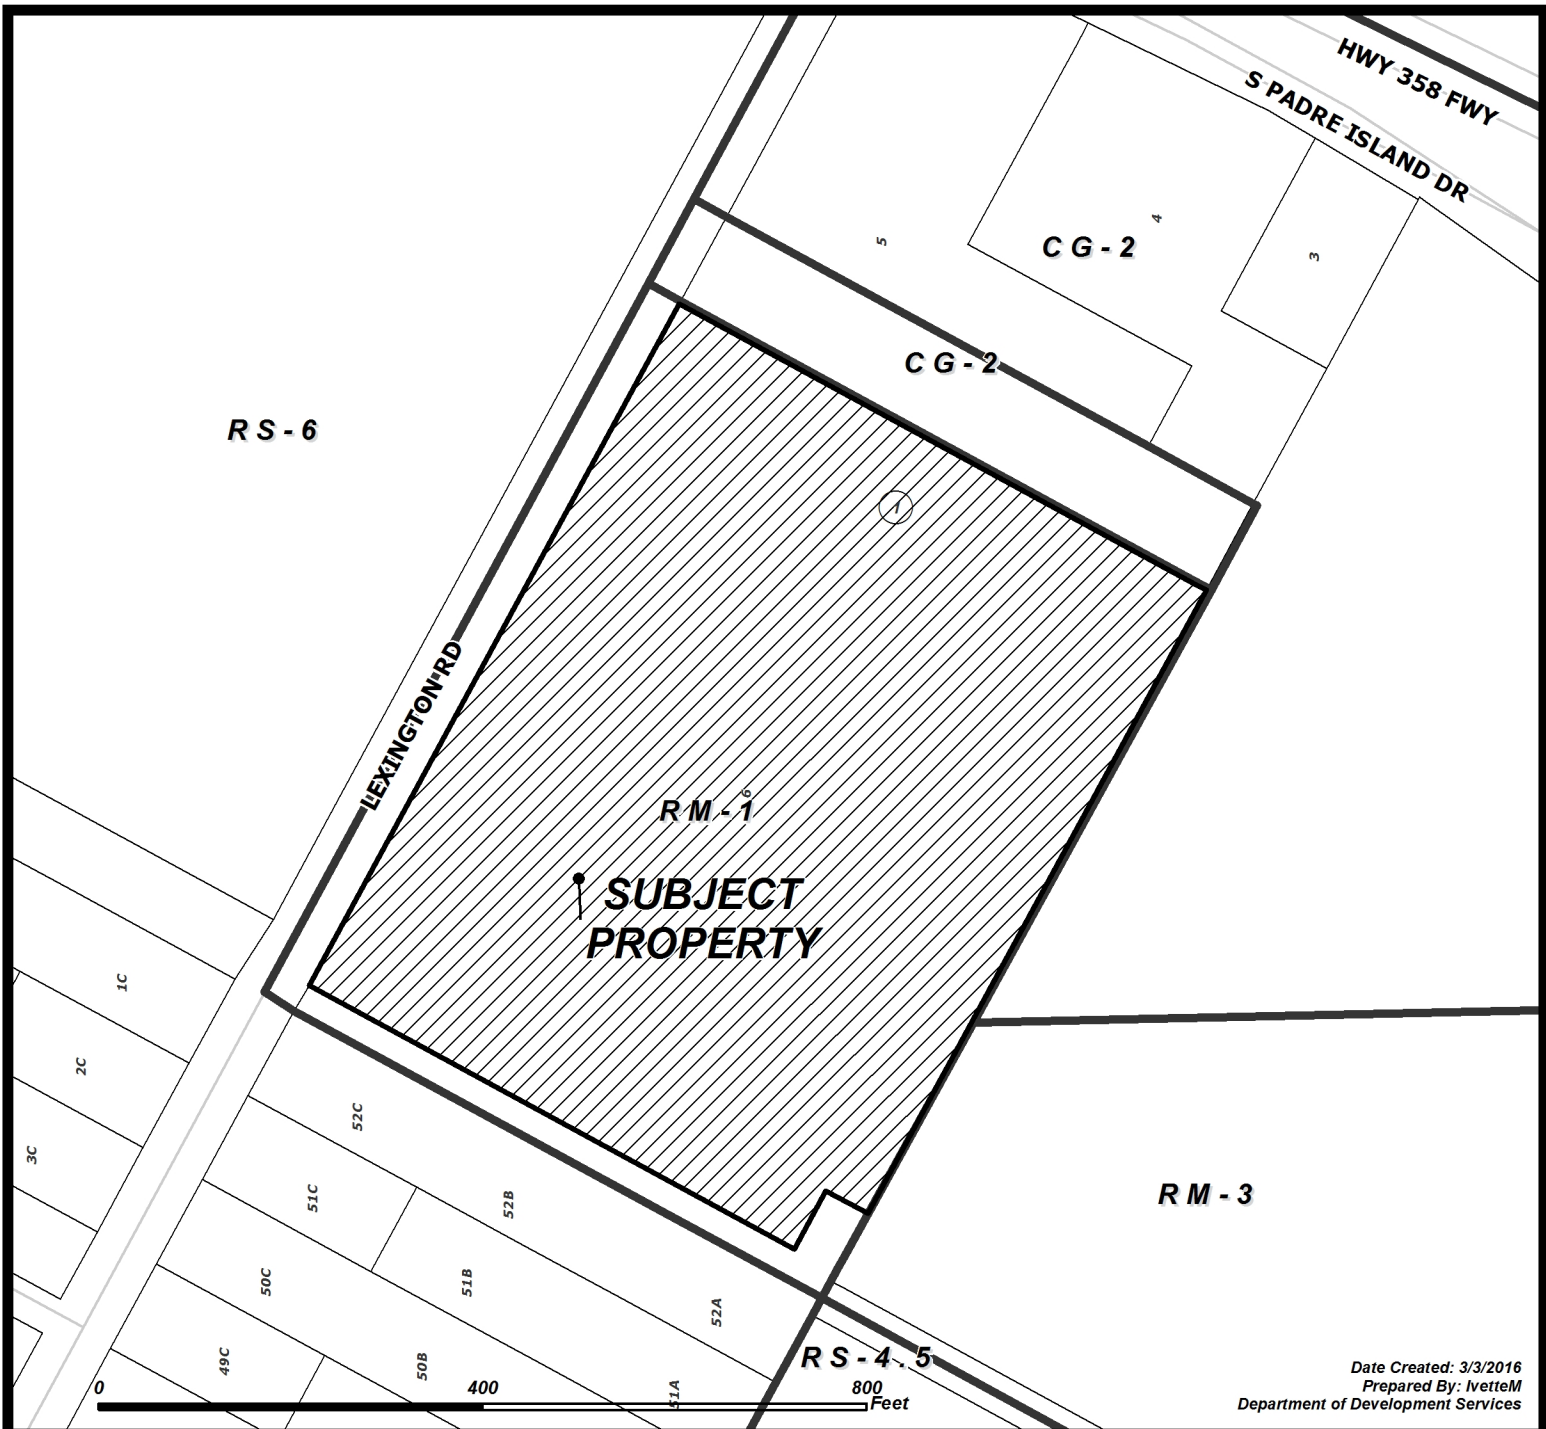 HWY 358 FWY
S PADRE ISLAND DR
4
5
CG-2
3
CG-2
RS-6
1
LEXINGTON RD
6
RM-1
SUBJECT
PROPERTY
1C
2C
52C
3C
51C
52B
RM-3
50C
51B
52A
49C
50B
RS-4.5
51A
0 400 800
Feet
Date Created: 3/3/2016
Prepared By: IvetteM
Department of Development Services